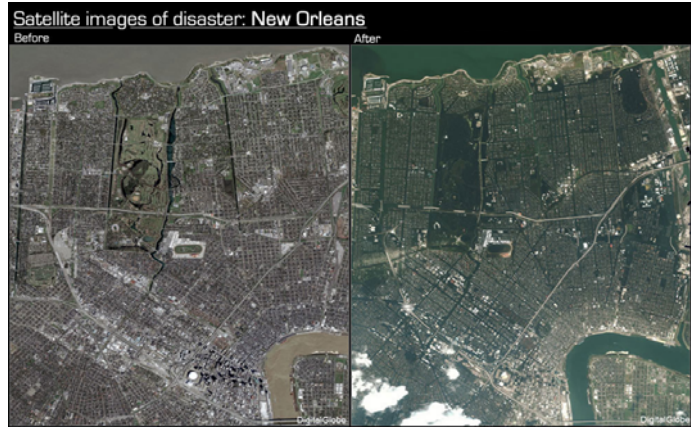 Satellite images of disaster: New Orleans
Before
After
DigitalGlobe
DigitalGlobe